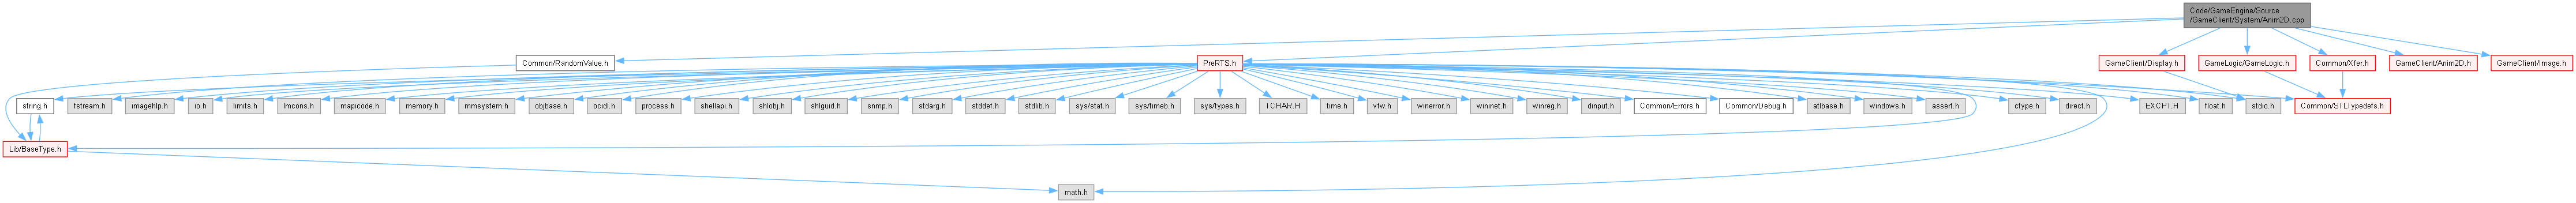 Code/GameEngine/Source
/GameClient/System/Anim2D.cpp
Common/RandomValue.h
PreRTS.h
GameClient/Display.h
GameLogic/GameLogic.h
Common/Xfer.h
GameClient/Anim2D.h
GameClient/Image.h
string.h
fstream.h
imagehlp.h
io.h
limits.h
lmcons.h
mapicode.h
memory.h
mmsystem.h
objbase.h
ocidl.h
process.h
shellapi.h
shlobj.h
shlguid.h
snmp.h
stdarg.h
stddef.h
stdlib.h
sys/stat.h
sys/timeb.h
sys/types.h
TCHAR.H
time.h
vfw.h
winerror.h
wininet.h
winreg.h
dinput.h
Common/Errors.h
Common/Debug.h
atlbase.h
windows.h
assert.h
ctype.h
direct.h
EXCPT.H
float.h
stdio.h
Common/STLTypedefs.h
Lib/BaseType.h
math.h